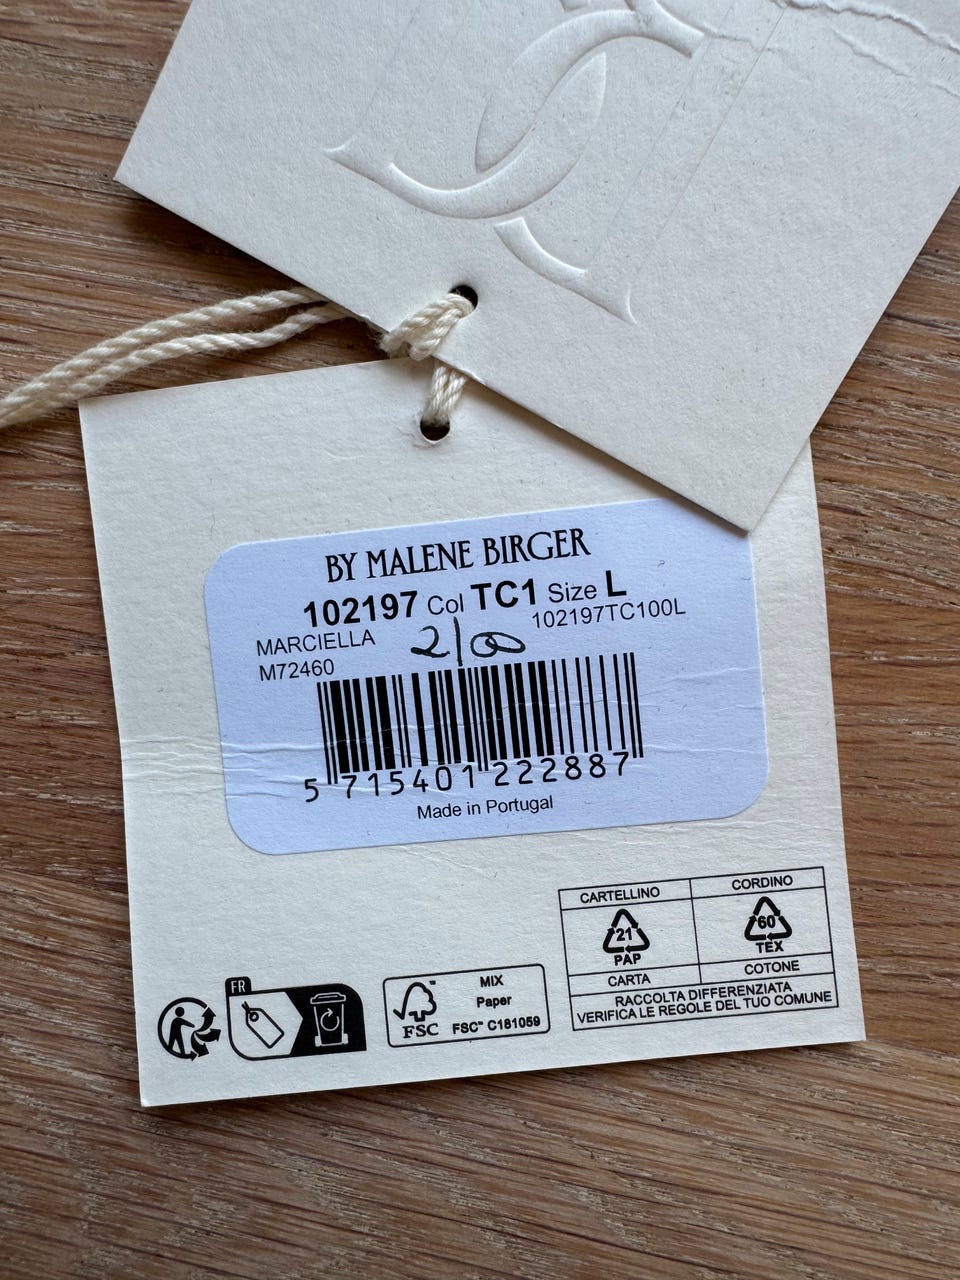 BY MALENE BIRGER
102197 Col TC1 Size L
MARCIELLA 102197TC100L
M72460
5 715401 222887
Made in Portugal
CARTELLINO CORDINO
21 60
PAP TEX
CARTA COTONE
RACCOLTA DIFFERENZIATA
VERIFICA LE REGOLE DEL TUO COMUNE
FR
FSC
MIX
Paper
FSC™ C181059